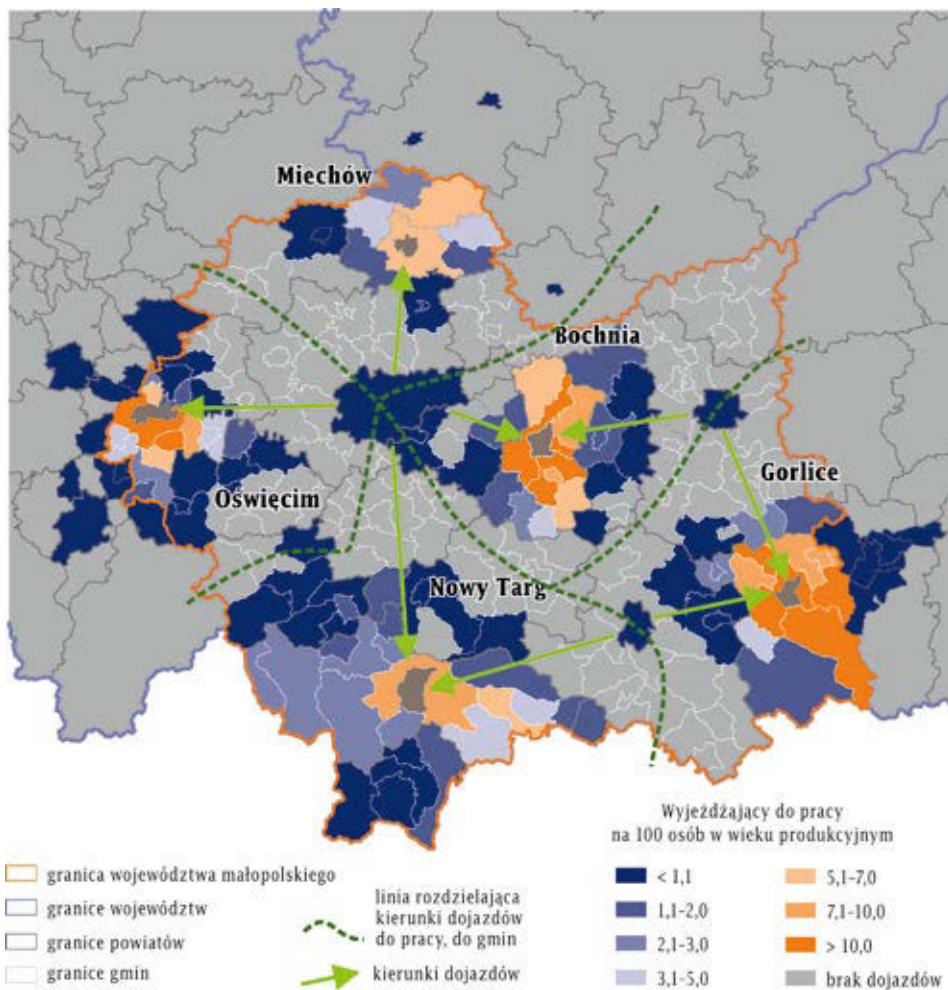 Miechów
Bochnia
Oświęcim
Gorlice
Nowy Targ
Wyjeżdżający do pracy
na 100 osób w wieku produkcyjnym
granica województwa małopolskiego
granice województw
granice powiatów
granice gmin
linia rozdzielająca
kierunki dojazdów
do pracy, do gmin
kierunki dojazdów
< 1,1
1,1–2,0
2,1–3,0
3,1–5,0
5,1–7,0
7,1–10,0
> 10,0
brak dojazdów